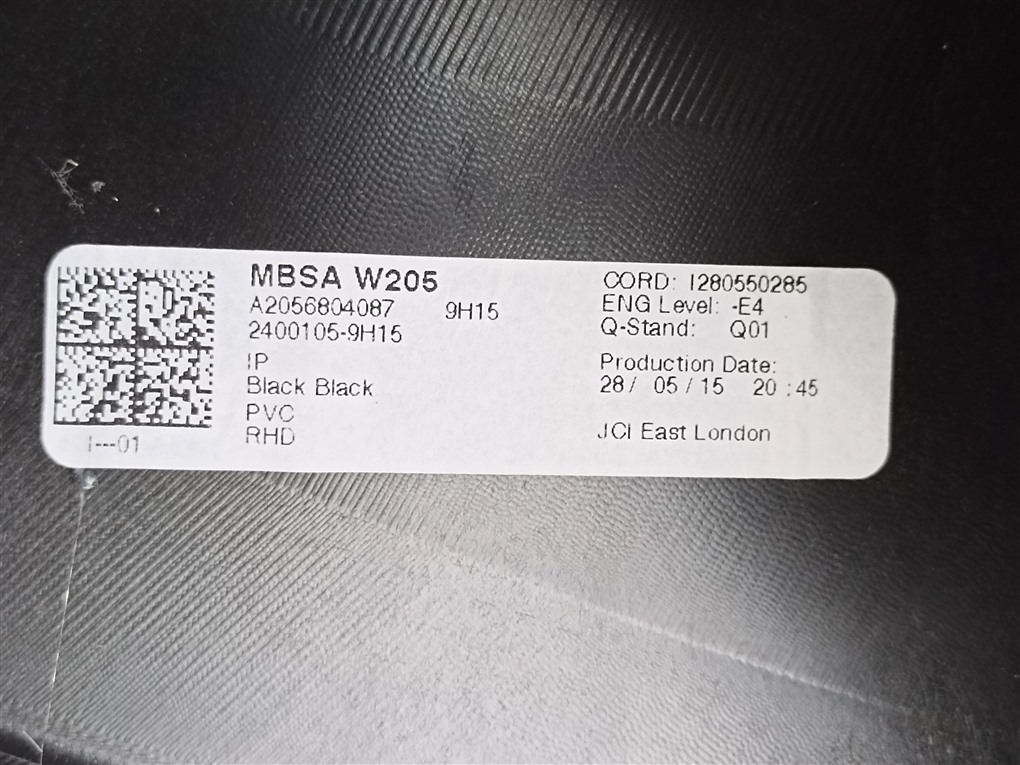 MBSA W205
A2056804087 9H15
2400105-9H15
IP
Black Black
PVC
RHD
I---01
CORD: I280550285
ENG Level: -E4
Q-Stand: Q01
Production Date:
28/ 05 / 15 20 :45
JCI East London